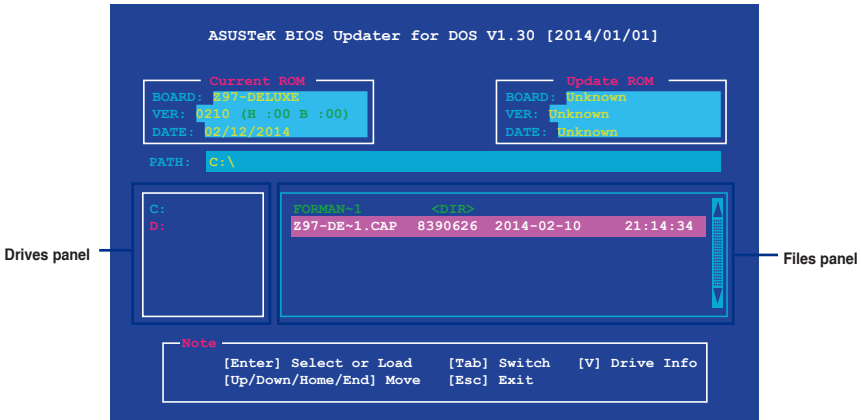 ASUSTeK BIOS Updater for DOS V1.30 [2014/01/01]
Current ROM
BOARD: Z97-DELUXE
VER: 0210 (H :00 B :00)
DATE: 02/12/2014
Update ROM
BOARD: Unknown
VER: Unknown
DATE: Unknown
PATH: C:\
Drives panel
C:
D:
FORMAN~1 <DIR>
Z97-DE~1.CAP 8390626 2014-02-10 21:14:34
Files panel
Note
[Enter] Select or Load [Tab] Switch [V] Drive Info
[Up/Down/Home/End] Move [Esc] Exit